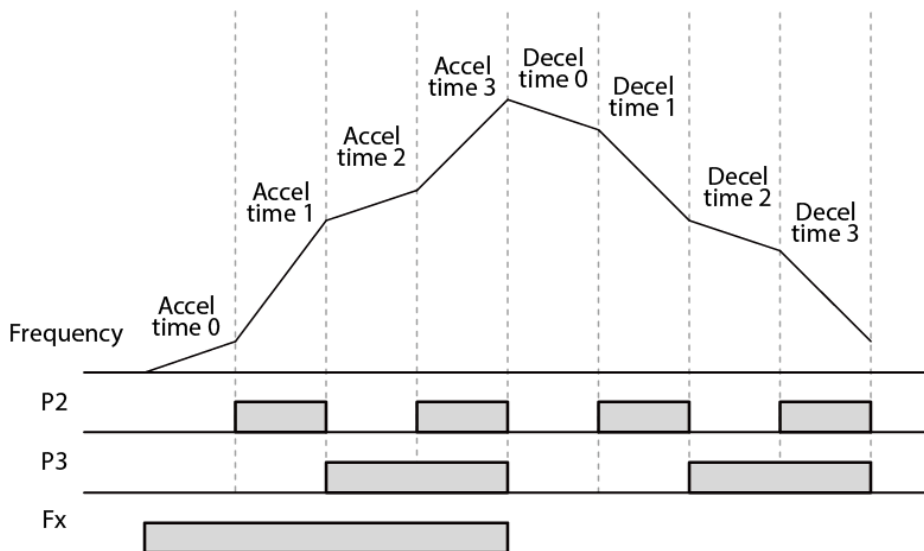 Accel
time 3
Decel
time 0
Decel
time 1
Accel
time 2
Accel
time 1
Decel
time 2
Decel
time 3
Accel
time 0
Frequency
P2
P3
Fx